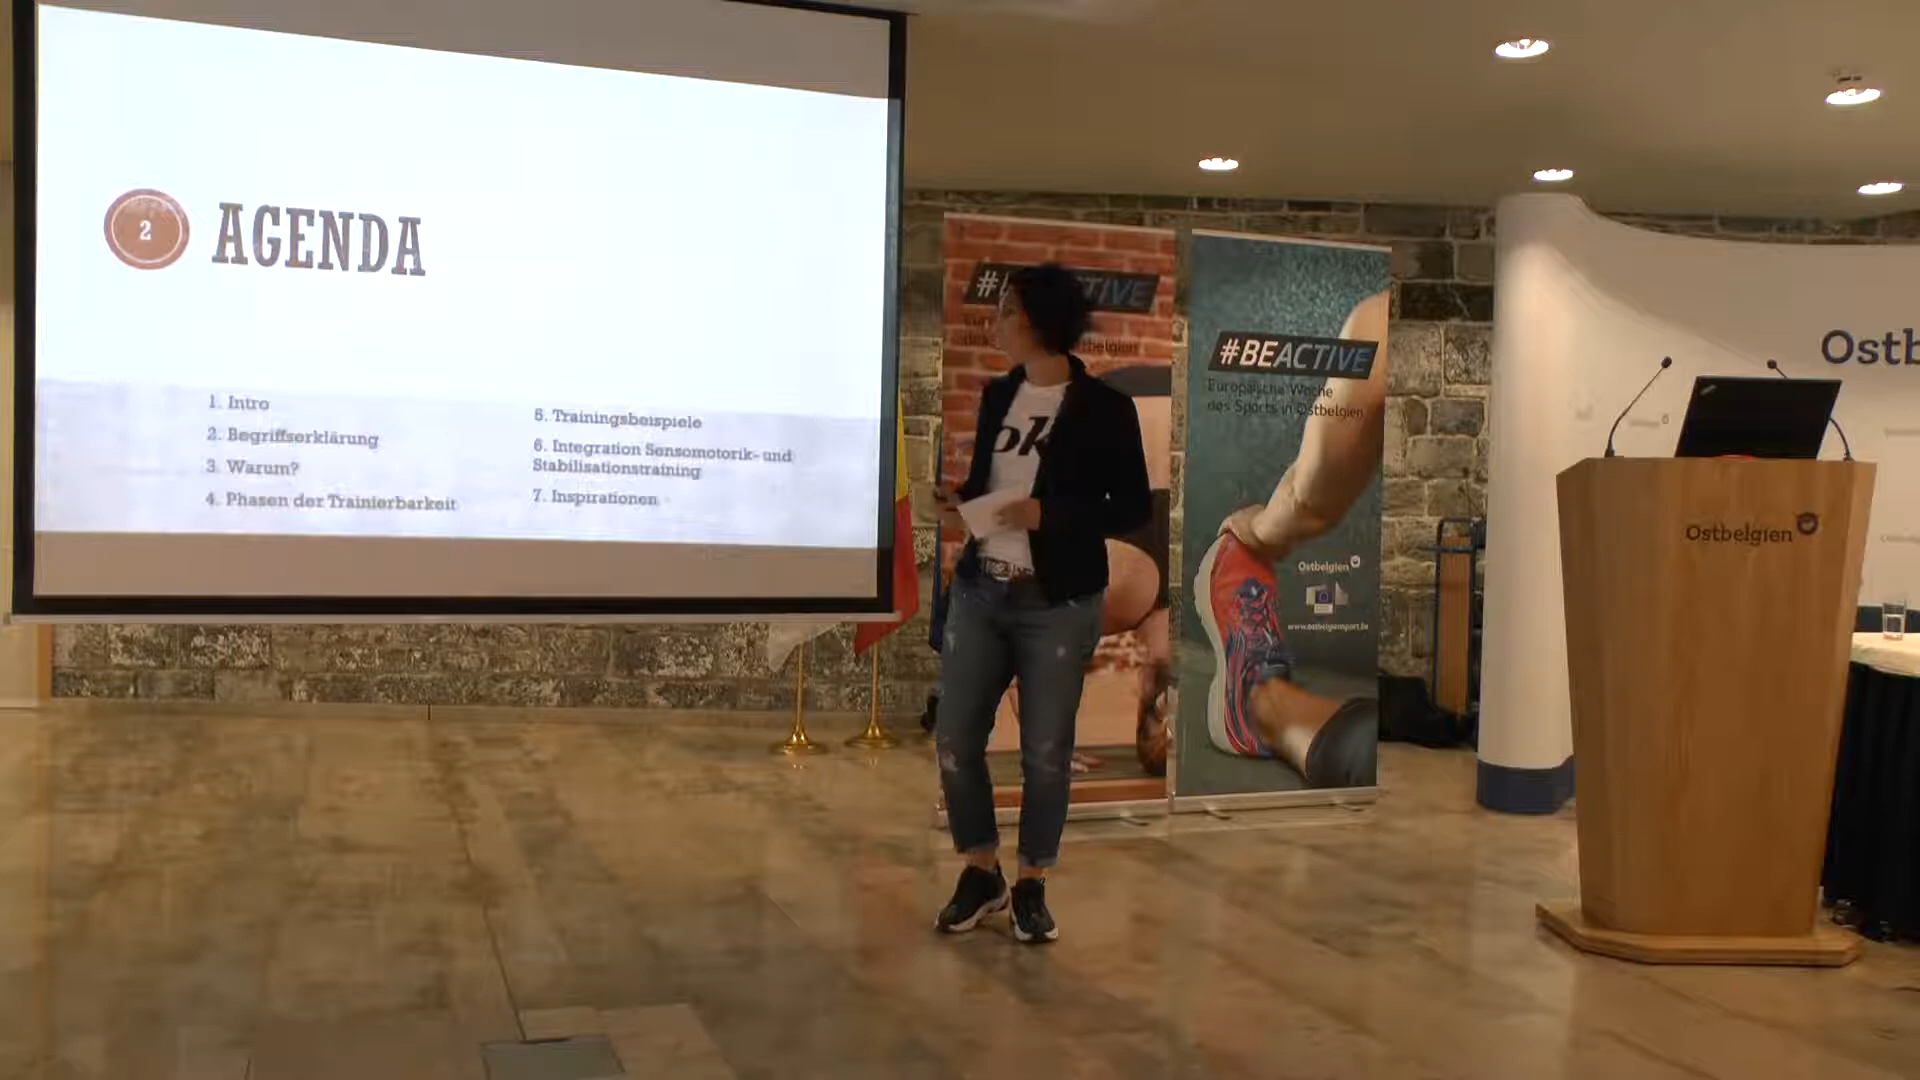 2
AGENDA
1. Intro
2. Begriffserklärung
3. Warum?
4. Phasen der Trainierbarkeit
5. Trainingsbeispiele
6. Integration Sensomotorik- und
Stabilisationstraining
7. Inspirationen
ok
#BEACTIVE
Europäische Woche
des Sports in Ostbelgien
Ostbelgien
www.ostbelgiensport.be
Ostbelgien